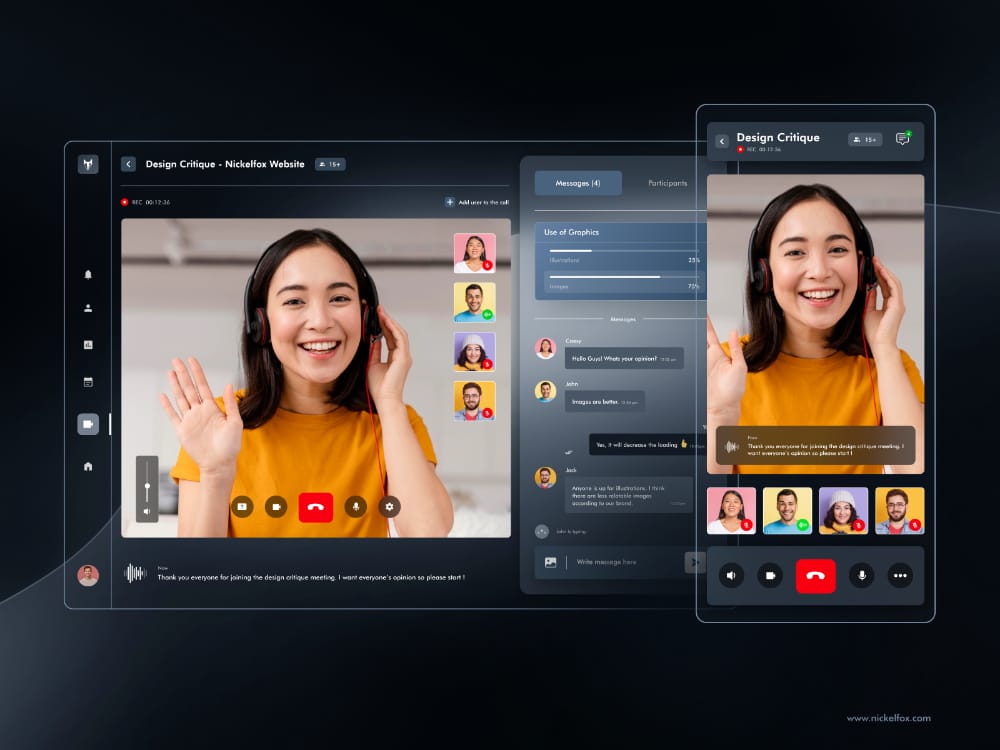 Design Critique - Nickelfox Website
15+
REC 00:12:36
Add user to the call
Now
Thank you everyone for joining the design critique meeting. I want everyone's opinion so please start !
Messages (4)
Participants
Use of Graphics
Illustrations
25%
Images
75%
Messages
Cassy
Hello Guys! Whats your opinion?
John
Images are better.
Yes, it will decrease the loading 👍
Jack
Anyone is up for illustrations. I think
there are less relatable images
according to our brand.
John is typing
Write message here
Design Critique
REC 00:12:36
15+
Now
Thank you everyone for joining the design critique meeting. I
want everyone's opinion so please start !
www.nickelfox.com